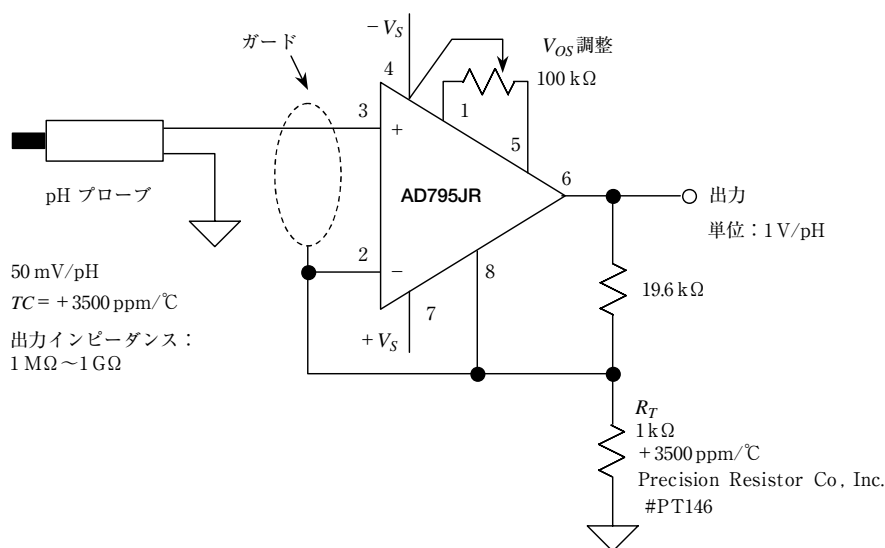 ガード
−VS
4
VOS調整
100 kΩ
3
1
5
+
pH プローブ
AD795JR
6
出力
単位：1 V/pH
2
−
8
19.6 kΩ
50 mV/pH
TC = +3500 ppm/℃
7
+VS
出力インピーダンス：
1 MΩ～1 GΩ
RT
1 kΩ
+3500 ppm/℃
Precision Resistor Co, Inc.
#PT146